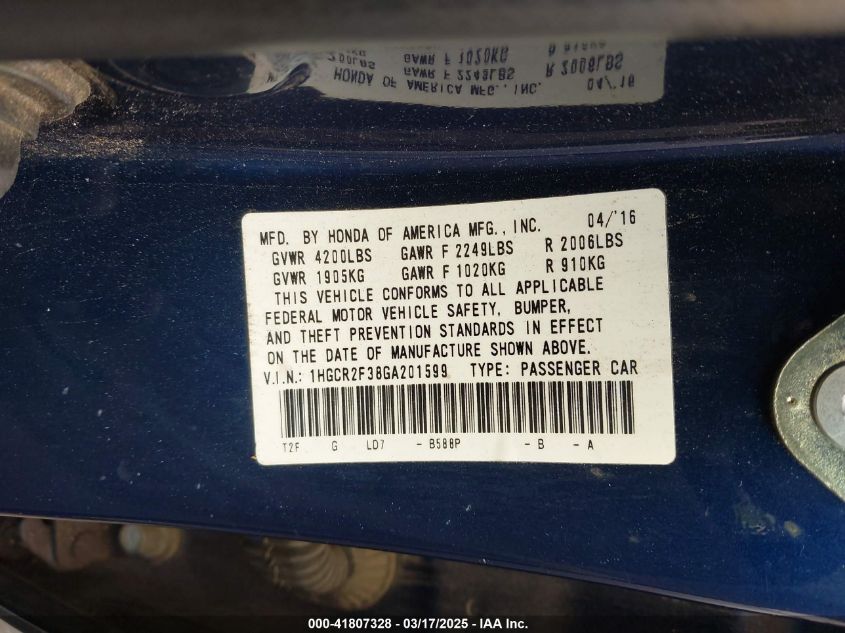 MFD. BY HONDA OF AMERICA MFG., INC. 04/'16
GVWR 4200LBS GAWR F 2249LBS R 2006LBS
GVWR 1905KG GAWR F 1020KG R 910KG
THIS VEHICLE CONFORMS TO ALL APPLICABLE
FEDERAL MOTOR VEHICLE SAFETY, BUMPER,
AND THEFT PREVENTION STANDARDS IN EFFECT
ON THE DATE OF MANUFACTURE SHOWN ABOVE.
V.I.N.: 1HGCR2F38GA201599 TYPE: PASSENGER CAR
T2F G LD7 - B588P - B - A
000-41807328 - 03/17/2025 - IAA Inc.